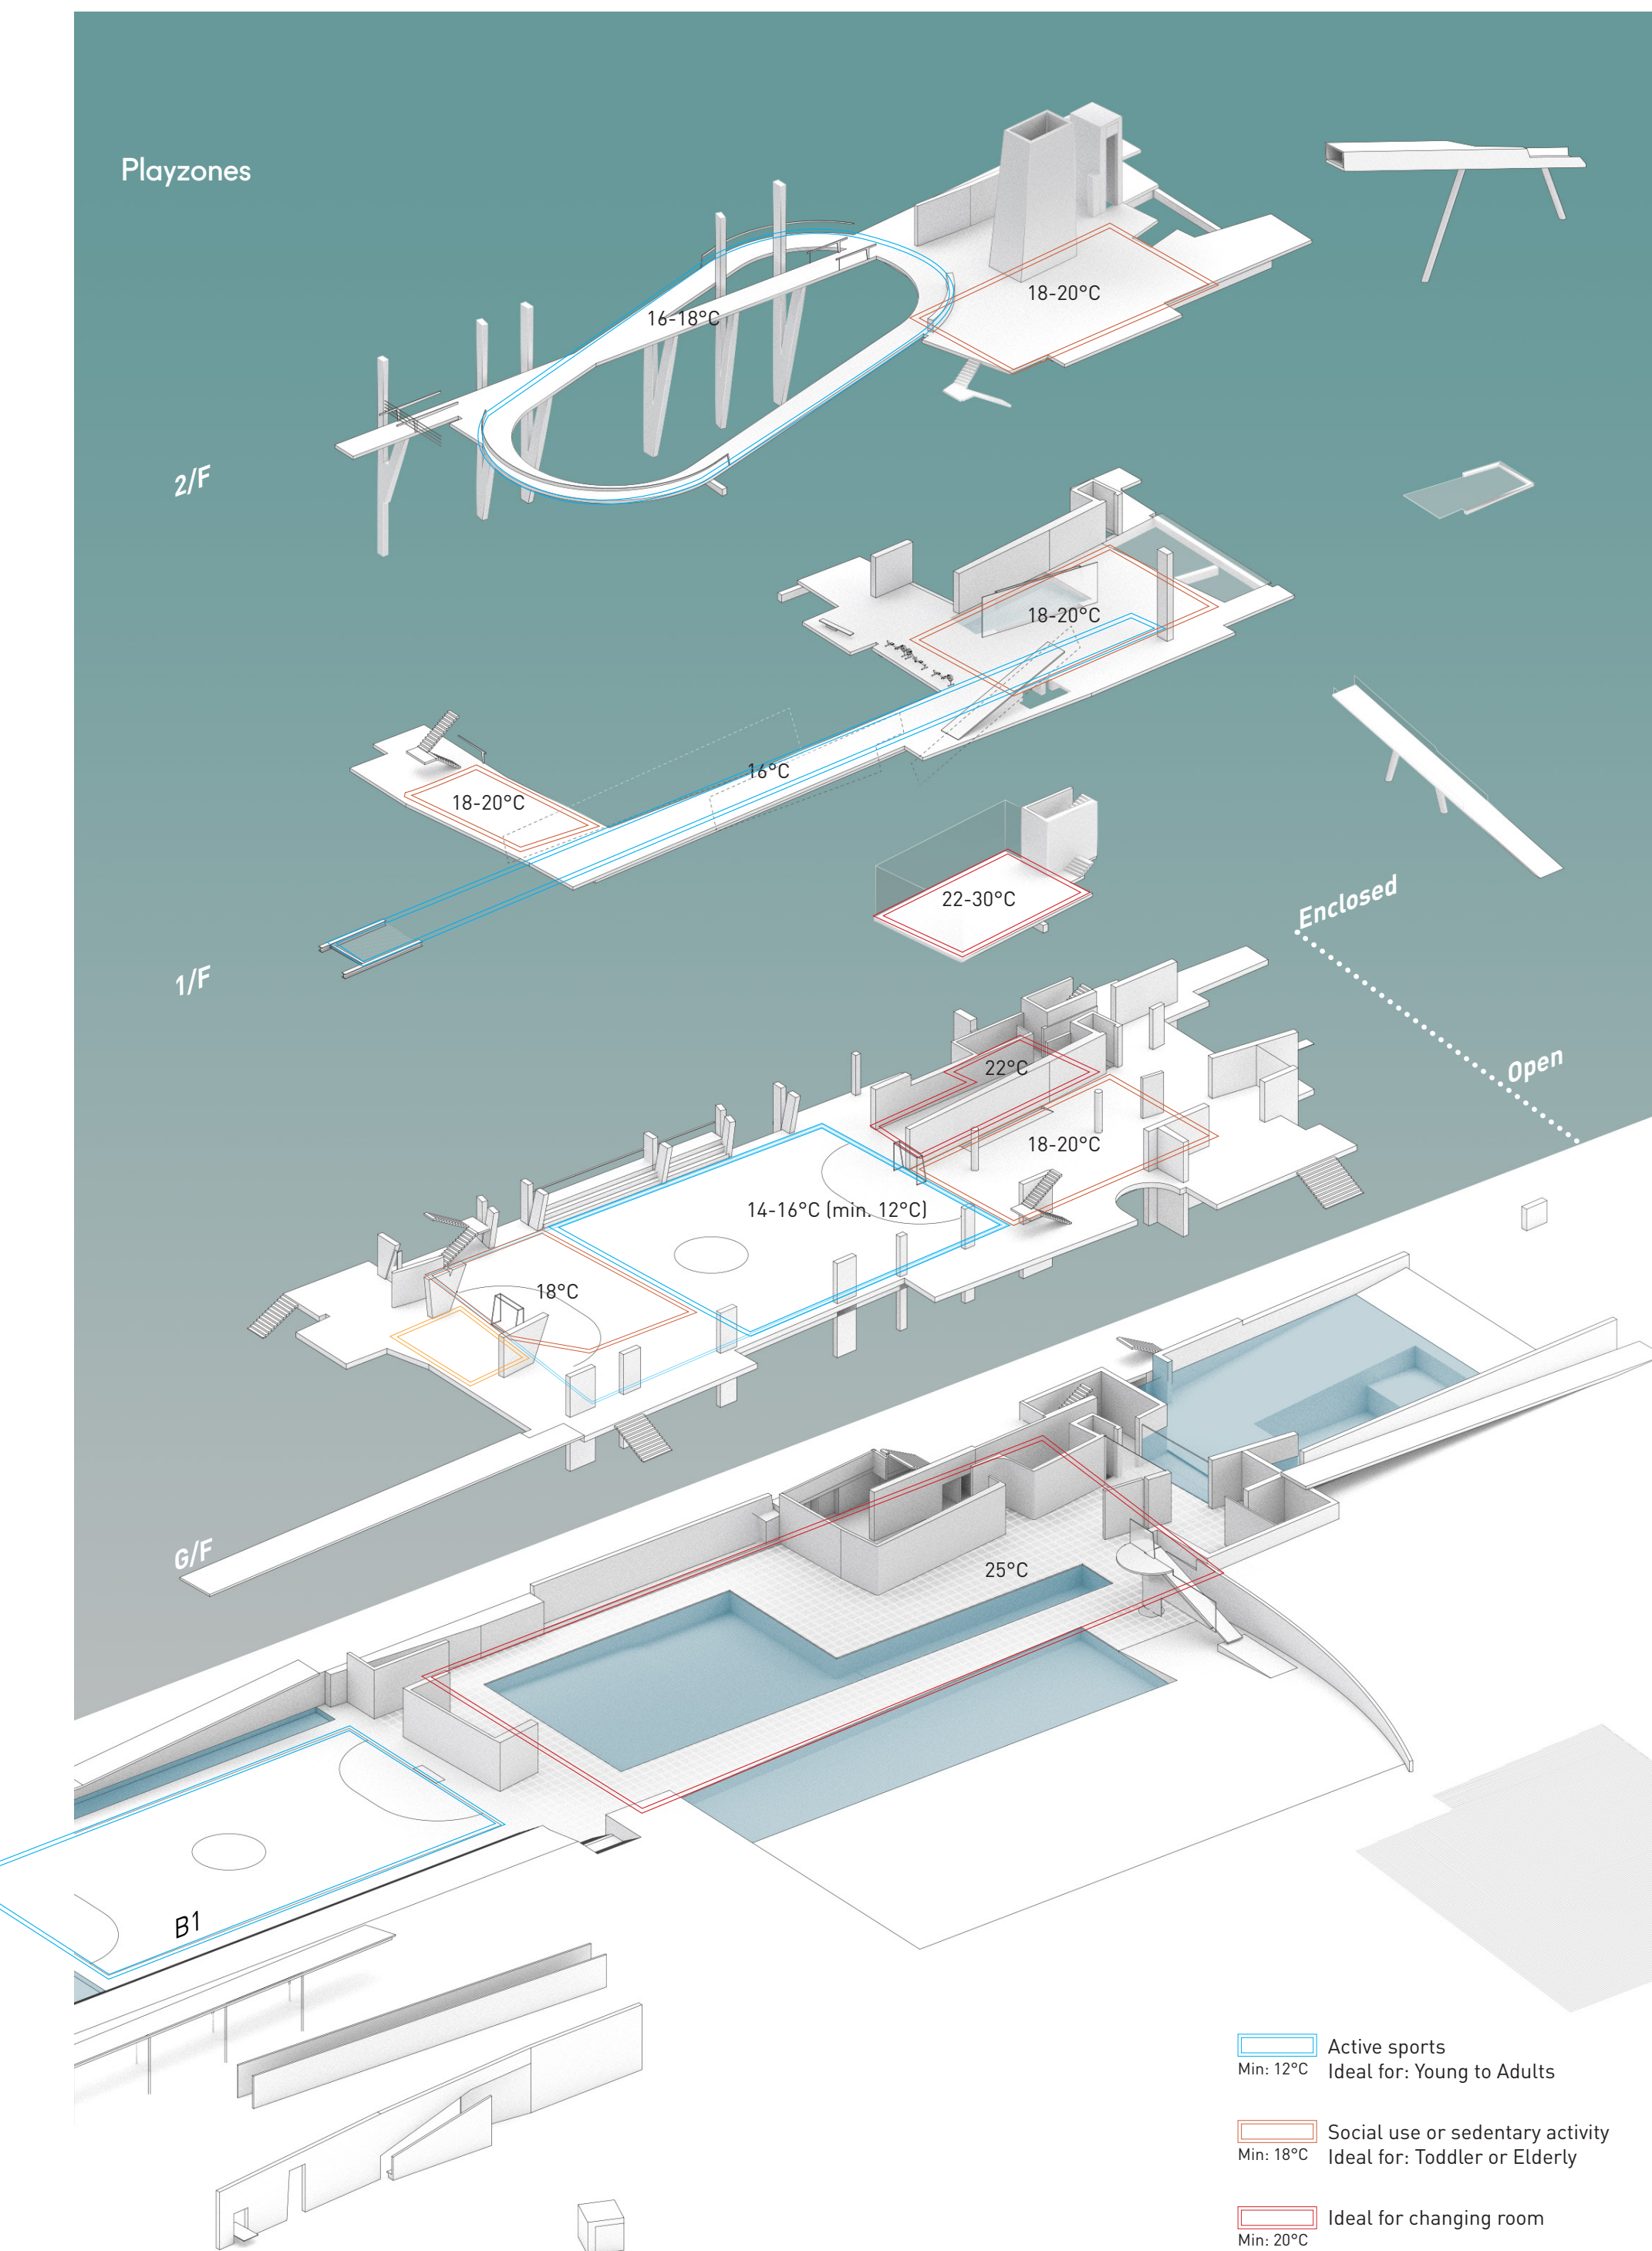 Playzones
18-20°C
16-18°C
2/F
18-20°C
16°C
18-20°C
22-30°C
Enclosed
1/F
Open
22°C
18-20°C
14-16°C (min. 12°C)
18°C
G/F
25°C
B1
Active sports
Min: 12°C Ideal for: Young to Adults
Social use or sedentary activity
Min: 18°C Ideal for: Toddler or Elderly
Ideal for changing room
Min: 20°C